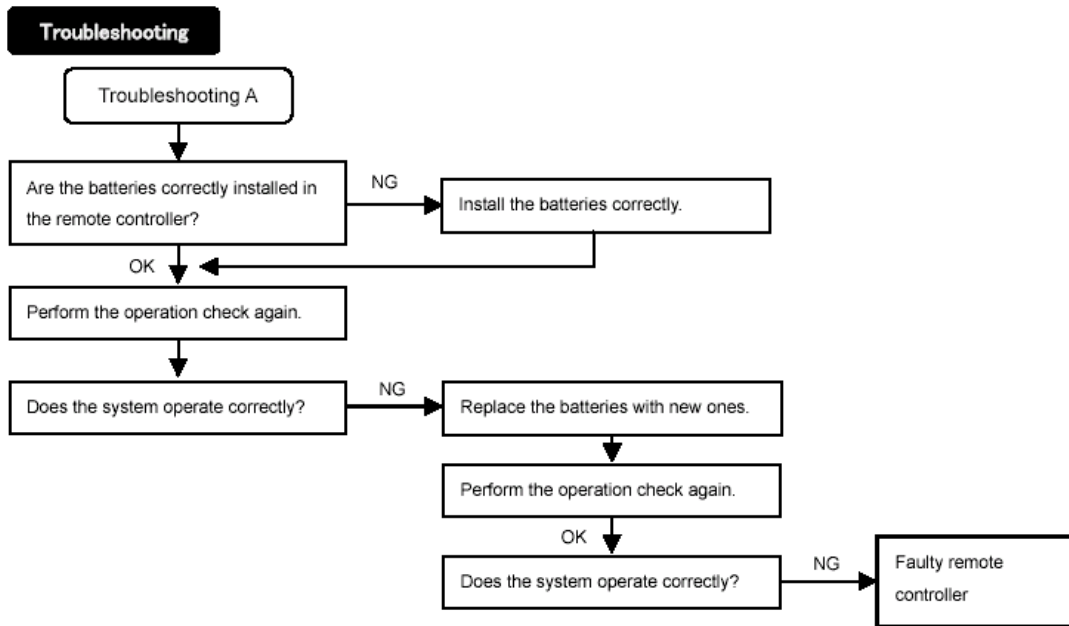 Troubleshooting
Troubleshooting A
Are the batteries correctly installed in
the remote controller?
NG
Install the batteries correctly.
OK
Perform the operation check again.
Does the system operate correctly?
NG
Replace the batteries with new ones.
Perform the operation check again.
OK
Does the system operate correctly?
NG
Faulty remote
controller